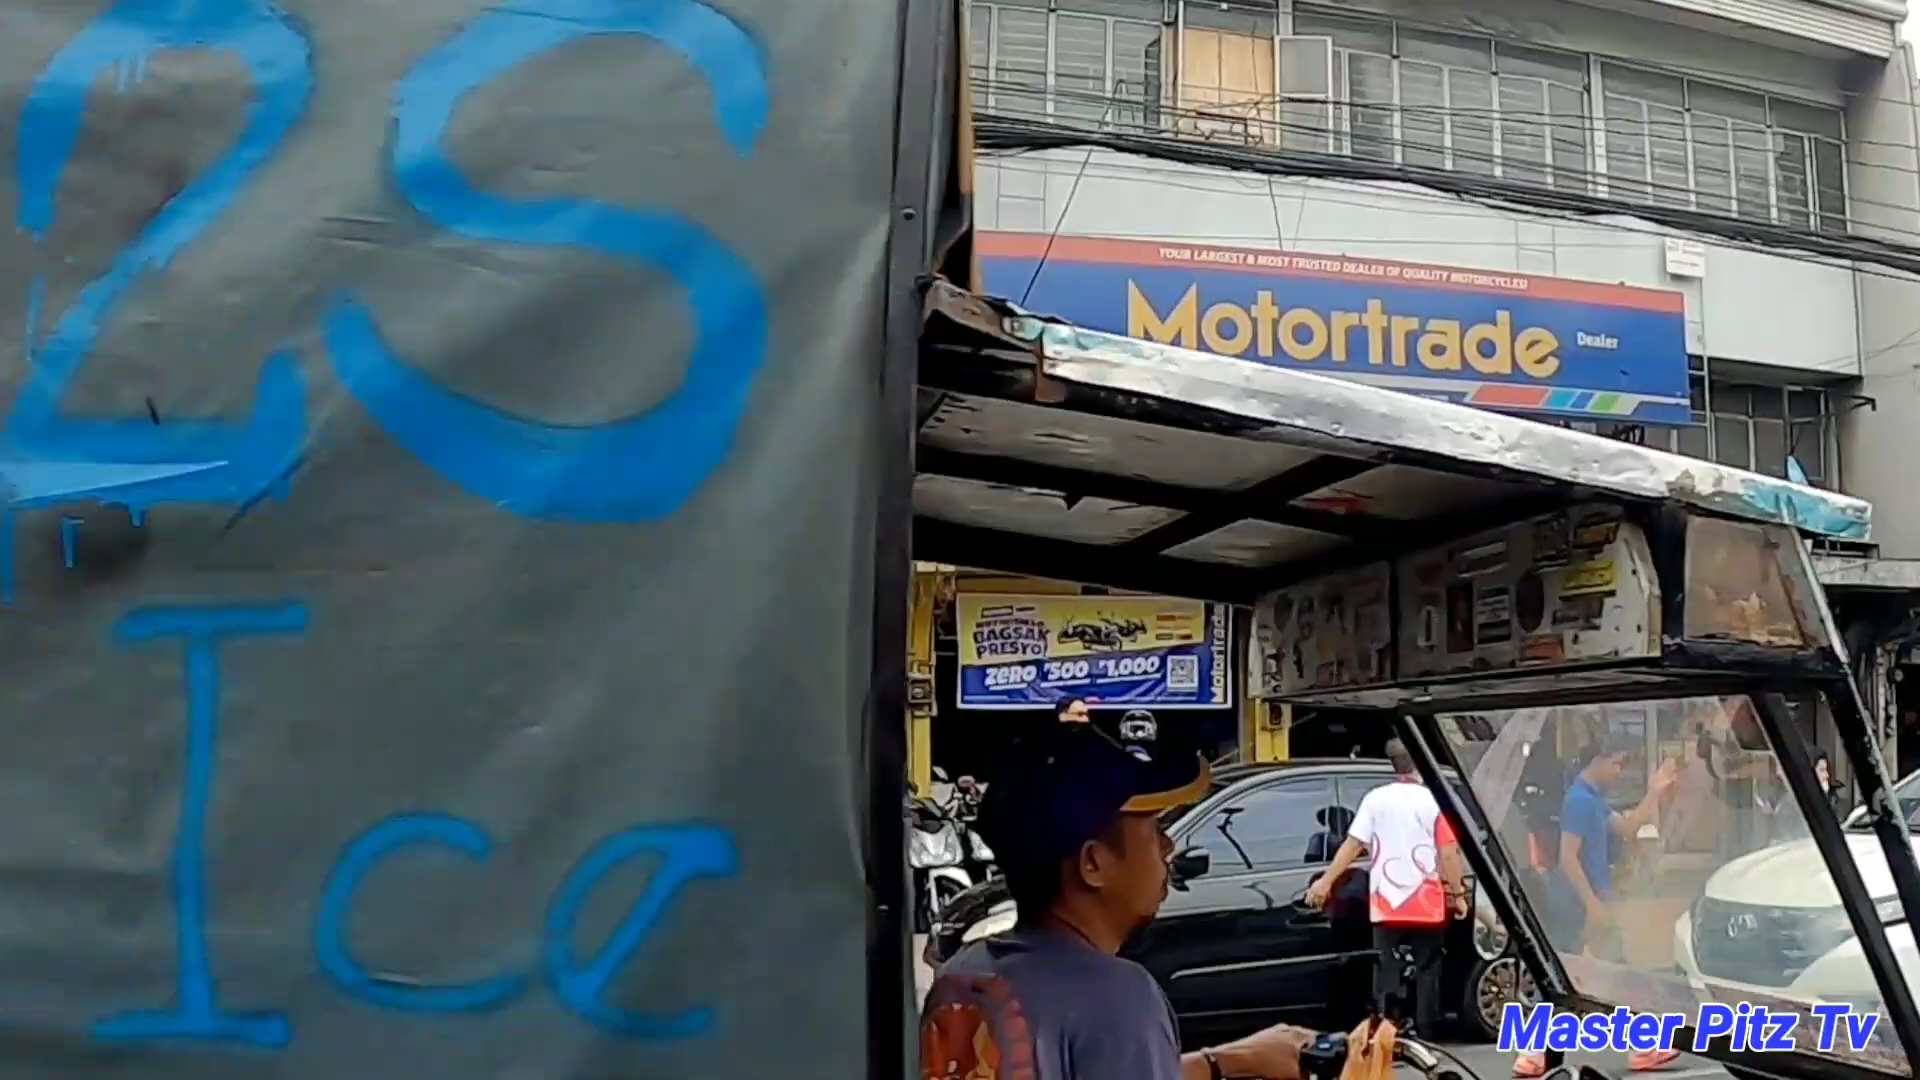 2S
Ice
YOUR LARGEST & MOST TRUSTED DEALER OF QUALITY MOTORCYCLES!
Motortrade
Dealer
BAGSAK
PRESYO!
ZERO ₱500 ₱1,000
Motortrade
Master Pitz Tv